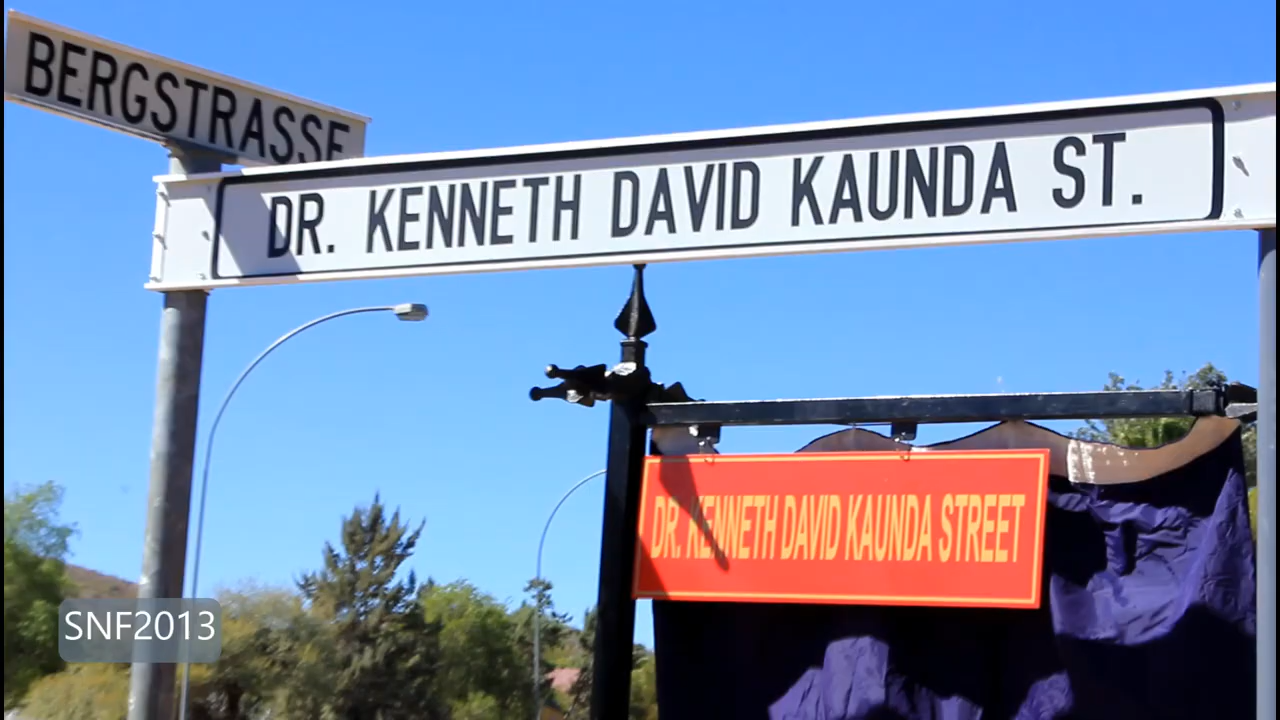 BERGSTRASSE
DR. KENNETH DAVID KAUNDA ST.
DR. KENNETH DAVID KAUNDA STREET
SNF2013